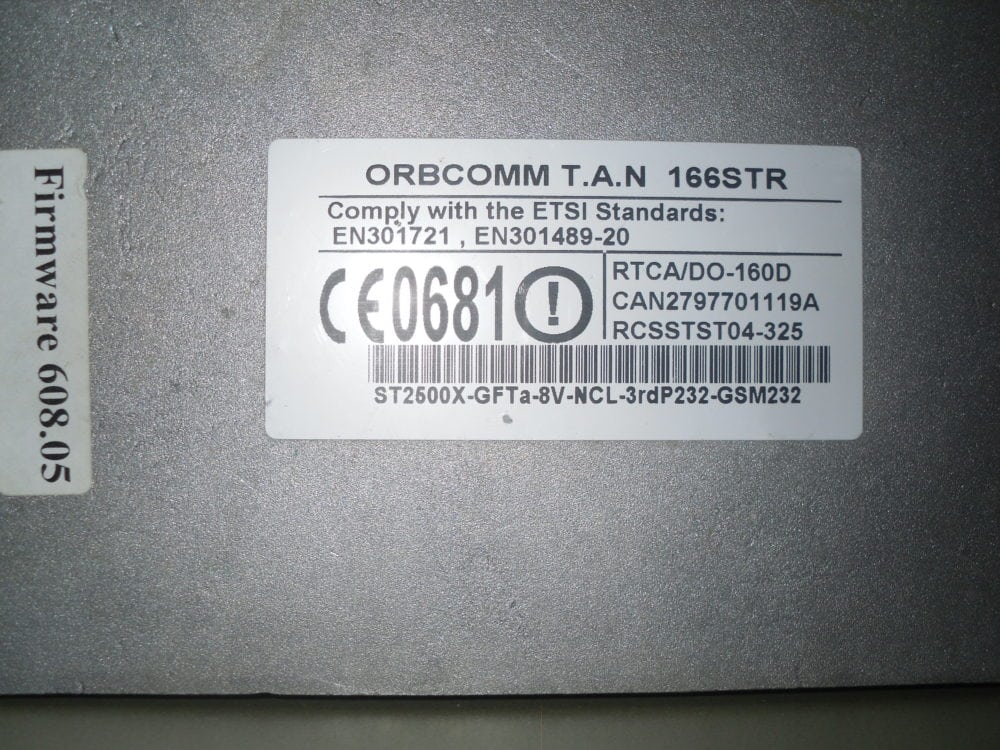 ORBCOMM T.A.N 166STR
Comply with the ETSI Standards:
EN301721 , EN301489-20
CE0681
RTCA/DO-160D
CAN2797701119A
RCSSTST04-325
ST2500X-GFTa-8V-NCL-3rdP232-GSM232
Firmware 608.05